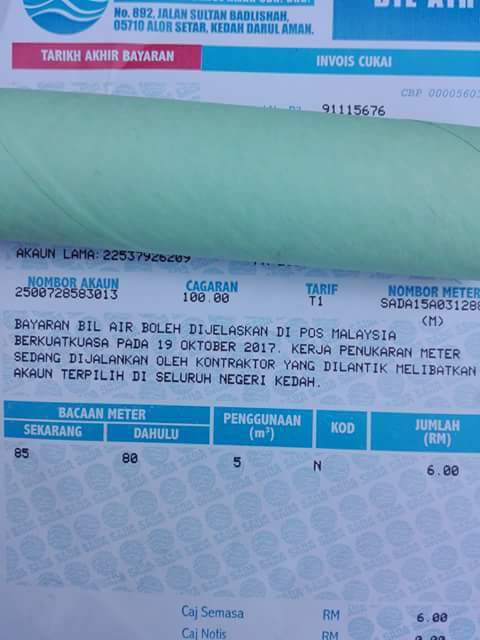 No. 892, JALAN SULTAN BADLISHAH,
05710 ALOR SETAR, KEDAH DARUL AMAN.
BIL AIR
TARIKH AKHIR BAYARAN
INVOIS CUKAI
91115676
AKAUN LAMA: 22537926209
NOMBOR AKAUN CAGARAN TARIF NOMBOR METER
2500728583013 100.00 T1
(M)
BAYARAN BIL AIR BOLEH DIJELASKAN DI POS MALAYSIA
BERKUATKUASA PADA 19 OKTOBER 2017. KERJA PENUKARAN METER
SEDANG DIJALANKAN OLEH KONTRAKTOR YANG DILANTIK MELIBATKAN
AKAUN TERPILIH DI SELURUH NEGERI KEDAH.
BACAAN METER
SEKARANG DAHULU PENGGUNAAN (m³) KOD JUMLAH (RM)
85 80 5 N 6.00
Caj Semasa RM 6.00
Caj Notis RM